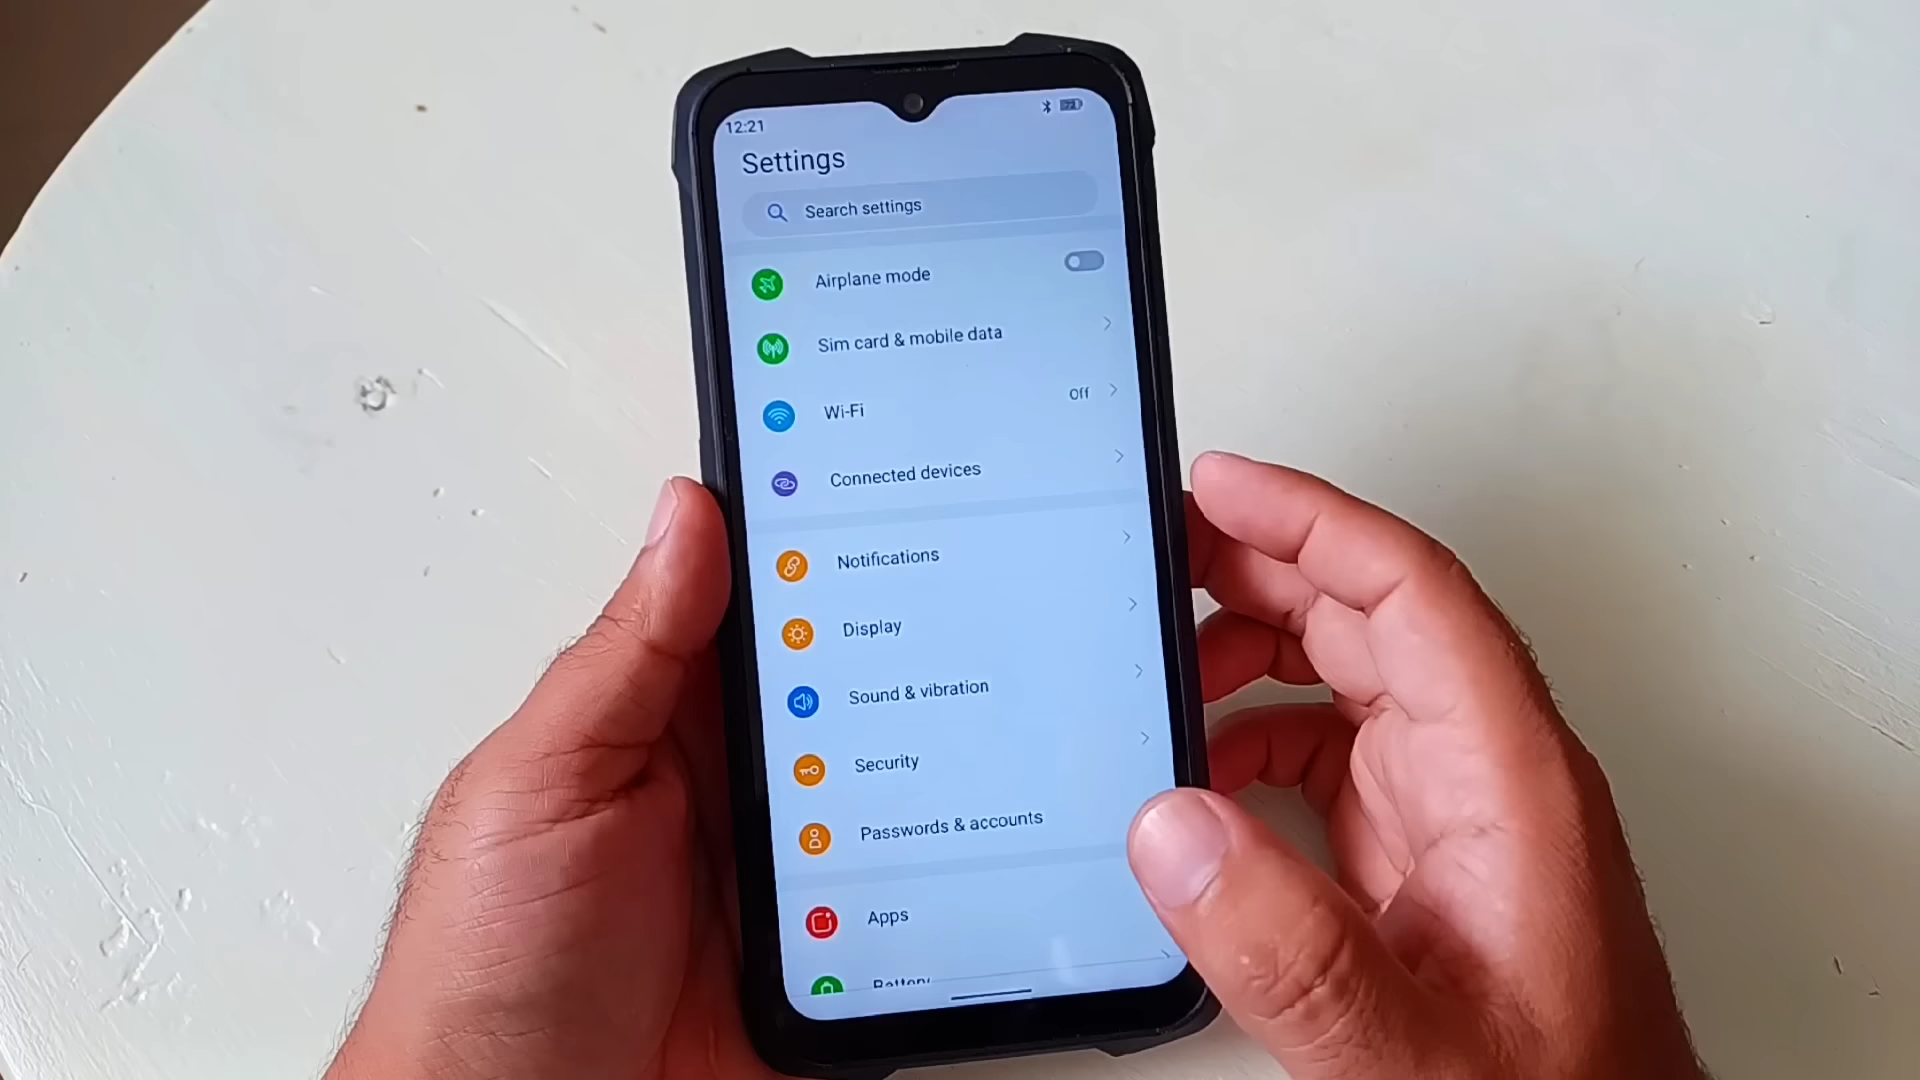 12:21
Settings
Search settings
Airplane mode
Sim card & mobile data
Wi-Fi
Off
Connected devices
Notifications
Display
Sound & vibration
Security
Passwords & accounts
Apps
Battery